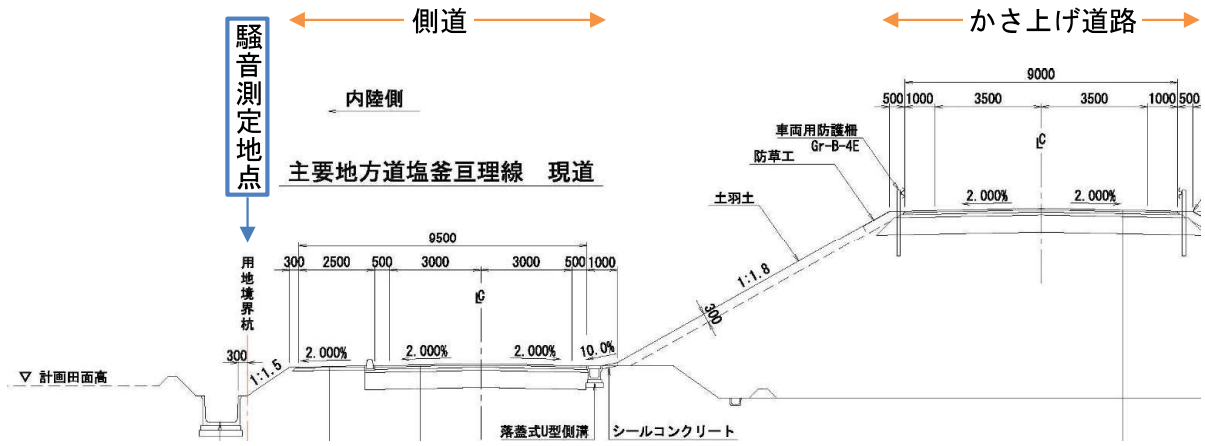 側道
かさ上げ道路
騒音測定地点
内陸側
主要地方道塩釜亘理線 現道
9000
500
1000
3500
3500
1000
500
車両用防護柵
Gr-B-4E
防草工
土羽土
℄
2.000%
2.000%
1:1.8
300
9500
300
2500
500
3000
3000
500
1000
用地境界杭
℄
300
1:1.5
2.000%
2.000%
2.000%
10.0%
▽ 計画田面高
落蓋式U型側溝
シールコンクリート